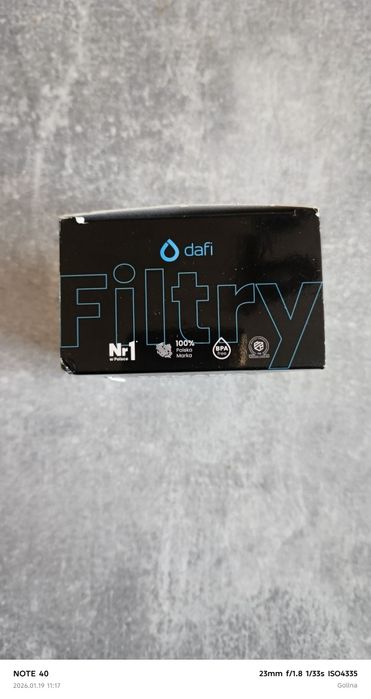 dafi
Filtry
Nr1
w Polsce
100%
Polska
Marka
BPA
free
NOTE 40
2026.01.19 11:17
23mm f/1.8 1/33s ISO4335
Golina